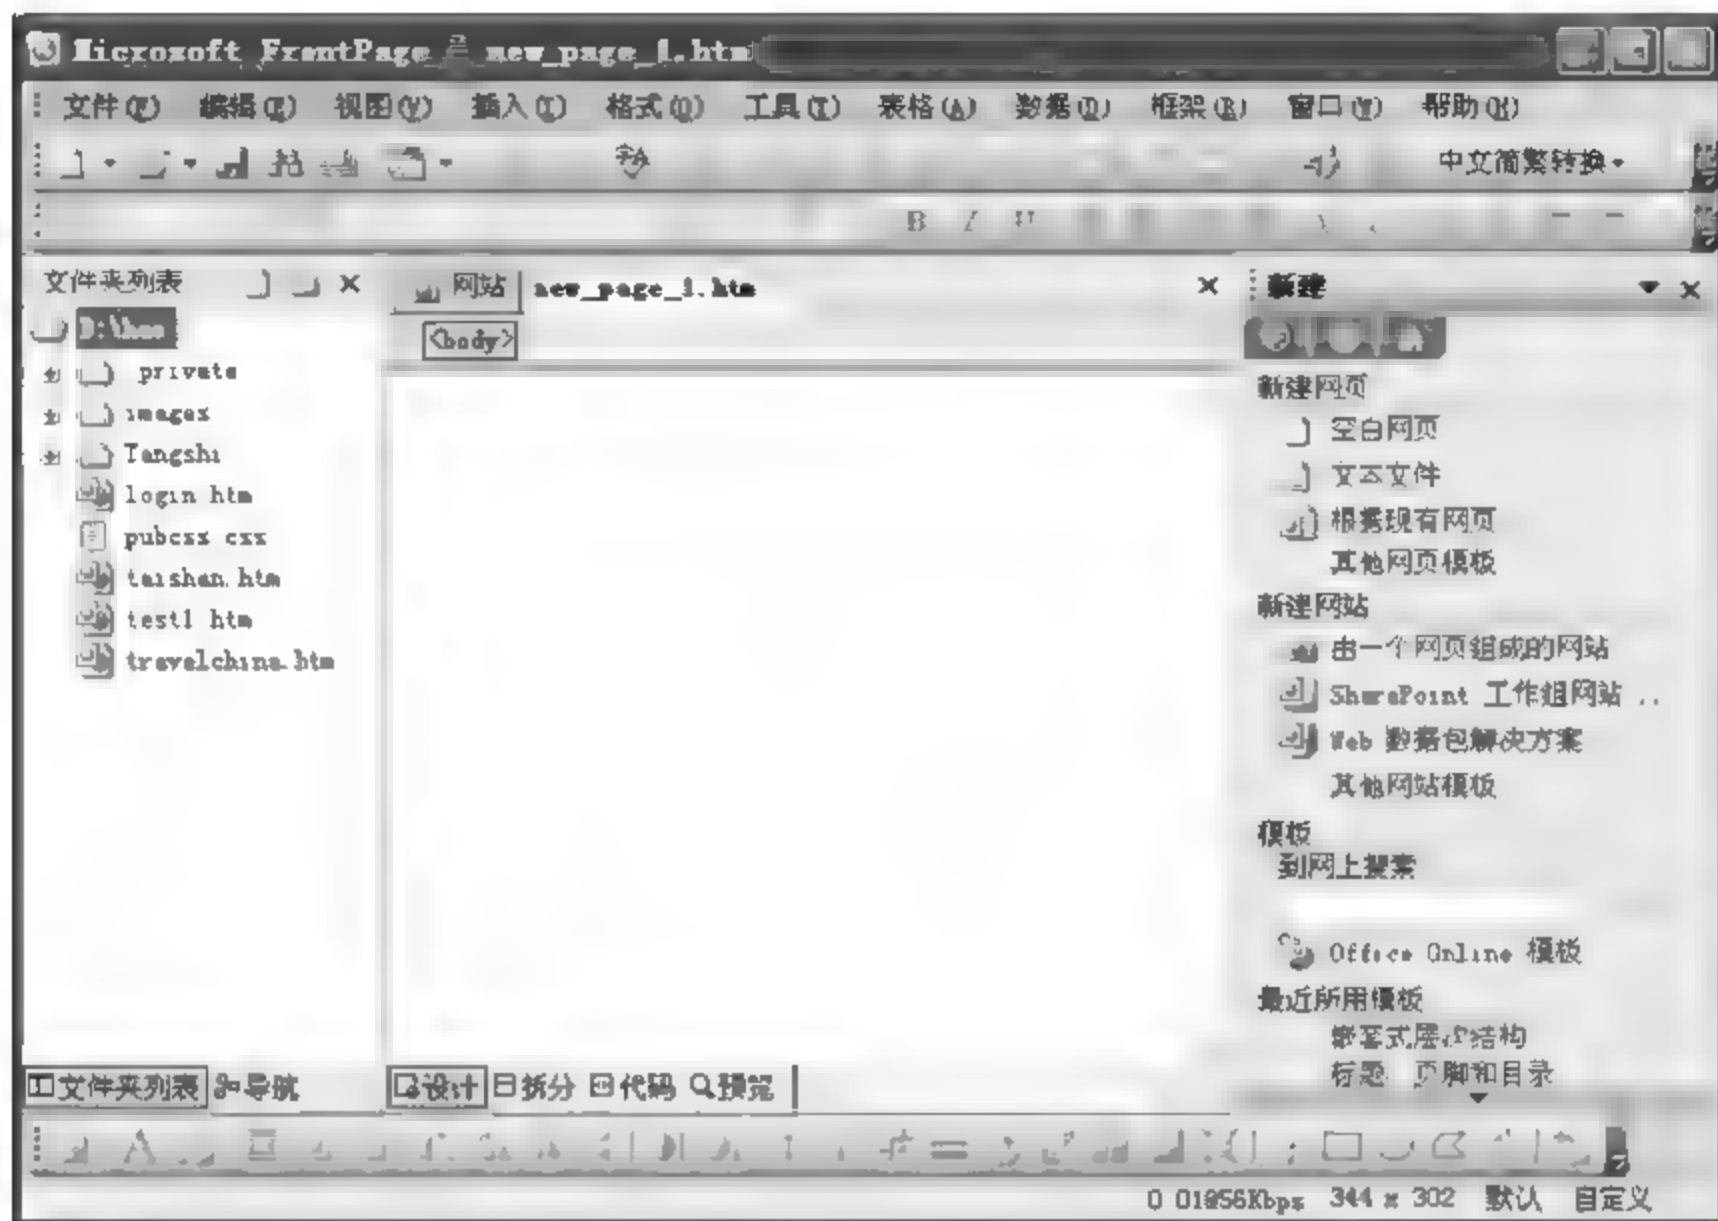 Microsoft FrontPage - new_page_1.htm
文件(F) 编辑(E) 视图(V) 插入(I) 格式(O) 工具(T) 表格(A) 数据(D) 框架(R) 窗口(W) 帮助(H)
中文简繁转换
B I U
文件夹列表
网站 new_page_1.htm
新建
<body>
private
images
Tangshi
login.htm
pubcss.css
taishan.htm
test1.htm
travelchina.htm
新建网页
空白网页
文本文件
根据现有网页
其他网页模板
新建网站
由一个网页组成的网站
SharePoint 工作组网站 ..
Web 数据包解决方案
其他网站模板
模板
到网上搜索
Office Online 模板
最近所用模板
嵌套式层次结构
标题、页脚和目录
文件夹列表 导航
设计 拆分 代码 预览
344 x 302 默认 自定义